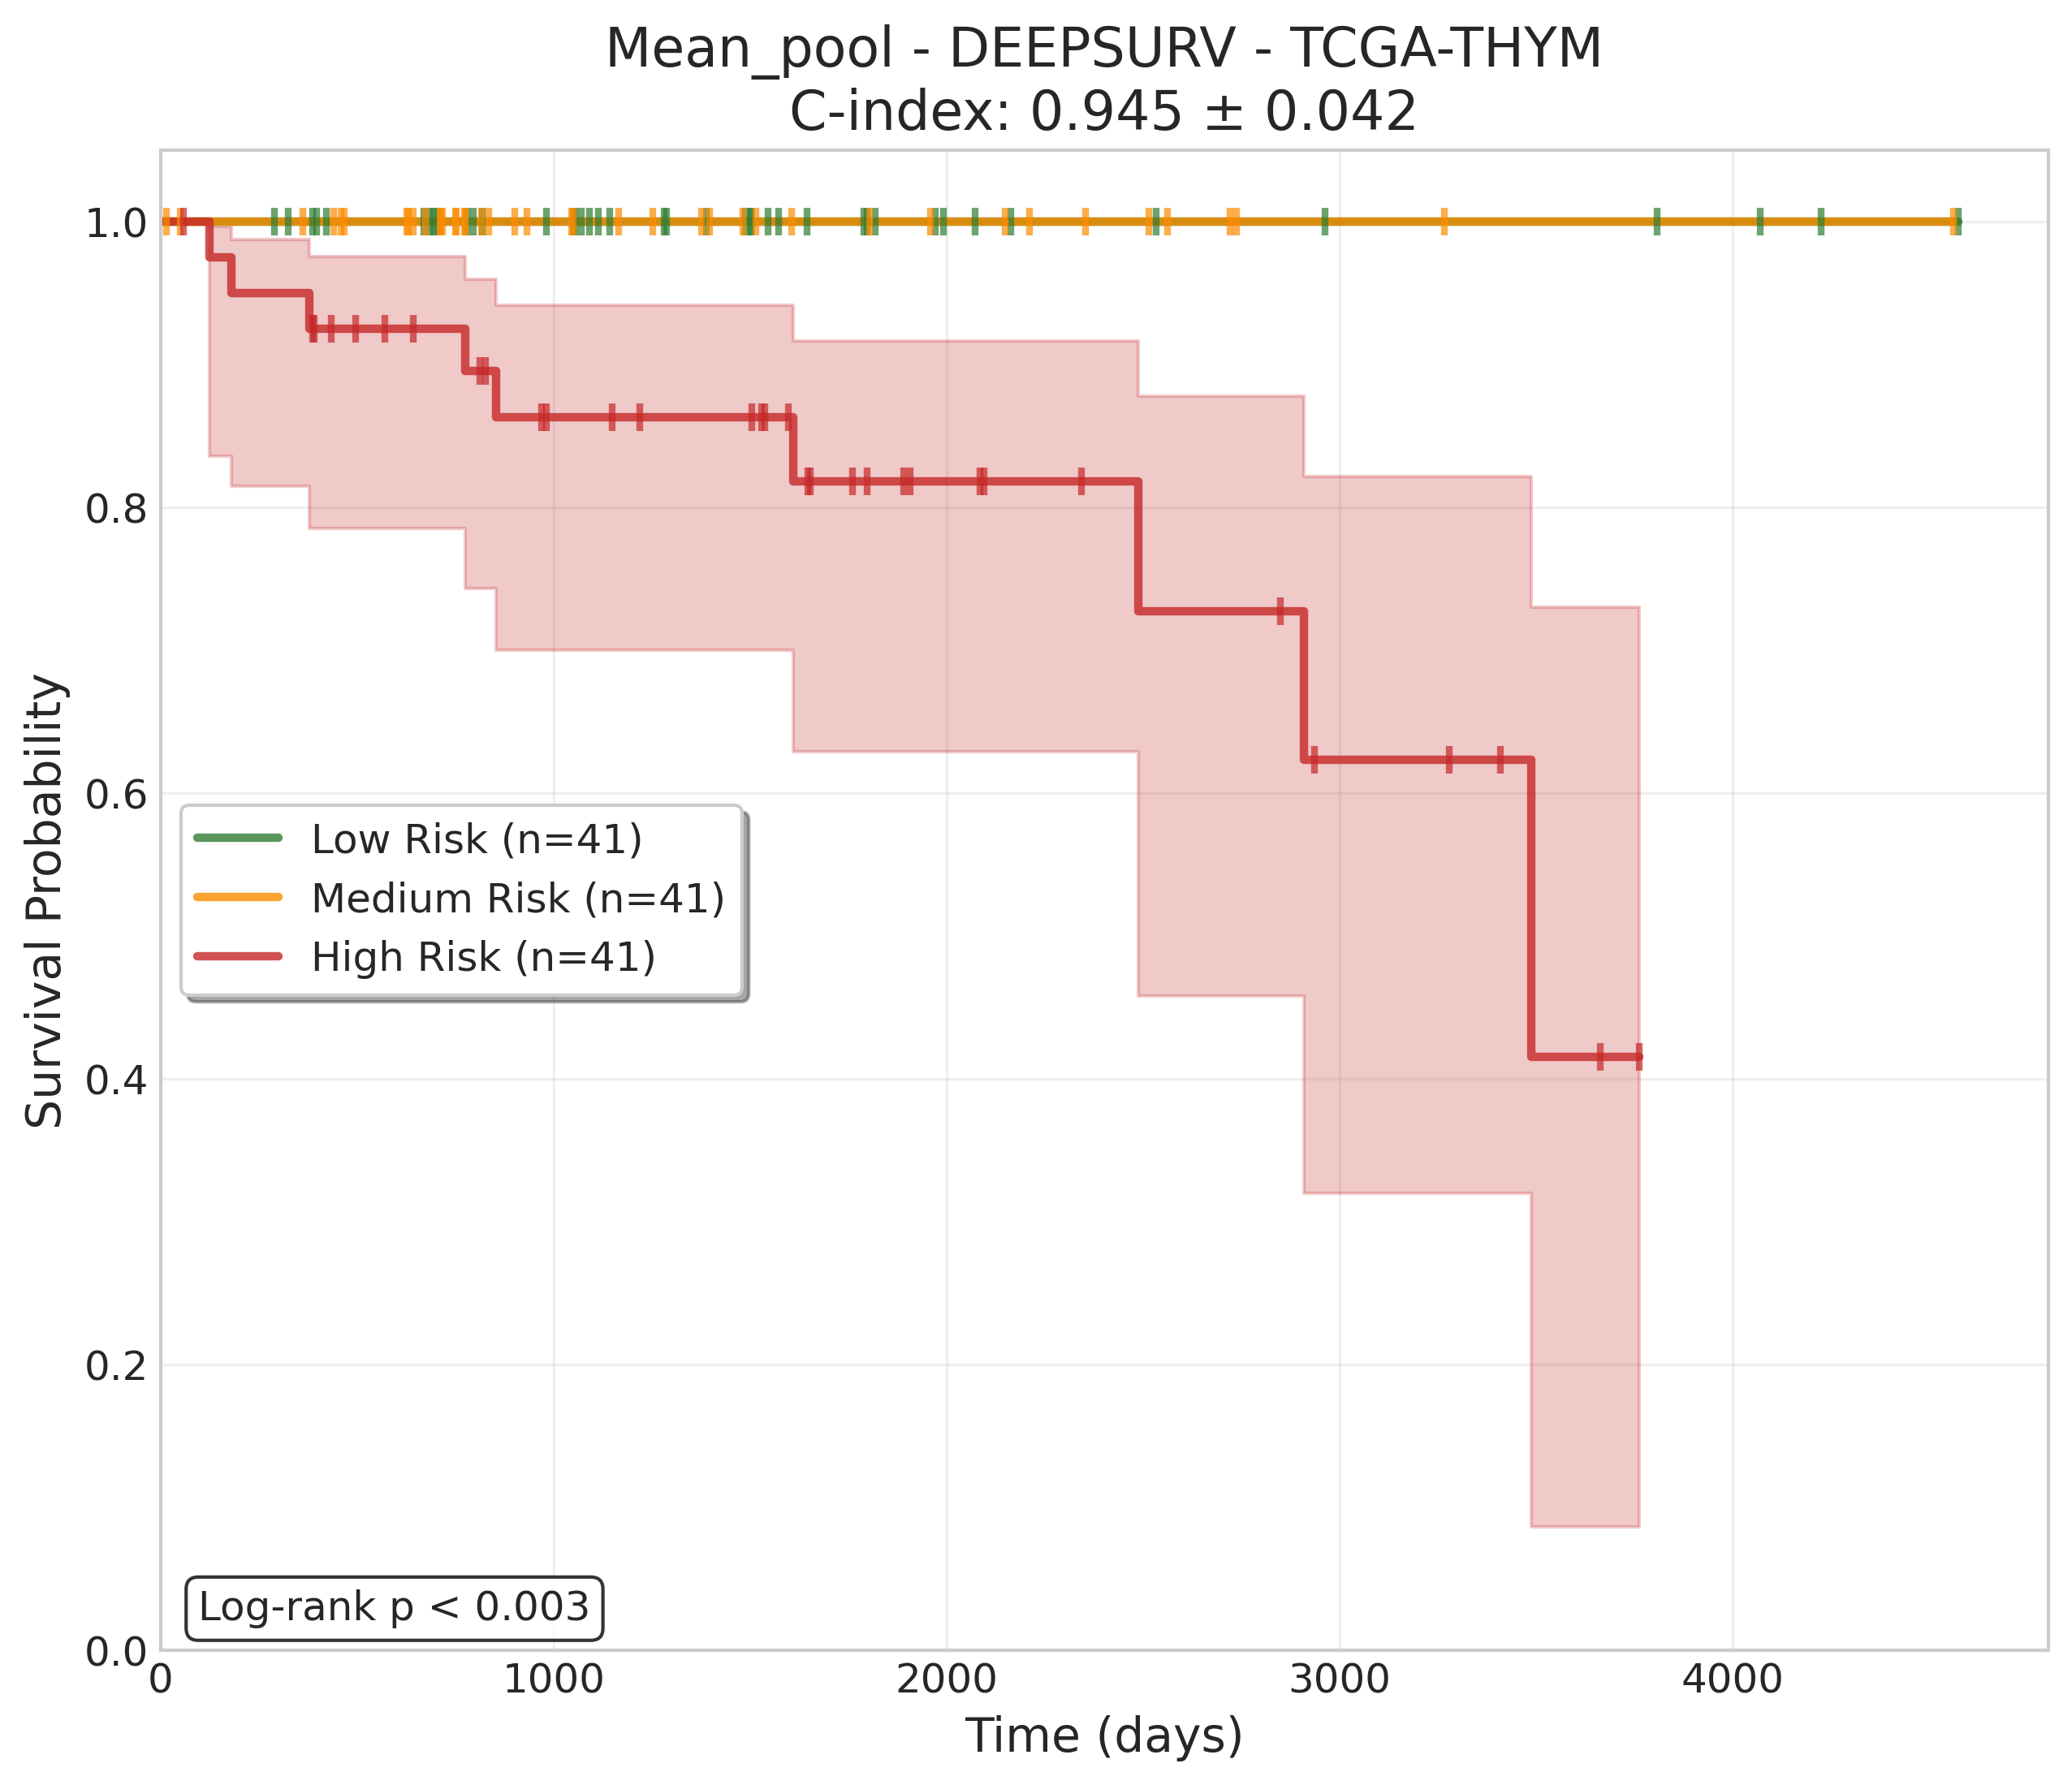 Mean_pool - DEEPSURV - TCGA-THYM
C-index: 0.945 ± 0.042
Survival Probability
1.0
0.8
0.6
0.4
0.2
0.0
Low Risk (n=41)
Medium Risk (n=41)
High Risk (n=41)
Log-rank p < 0.003
0
1000
2000
3000
4000
Time (days)